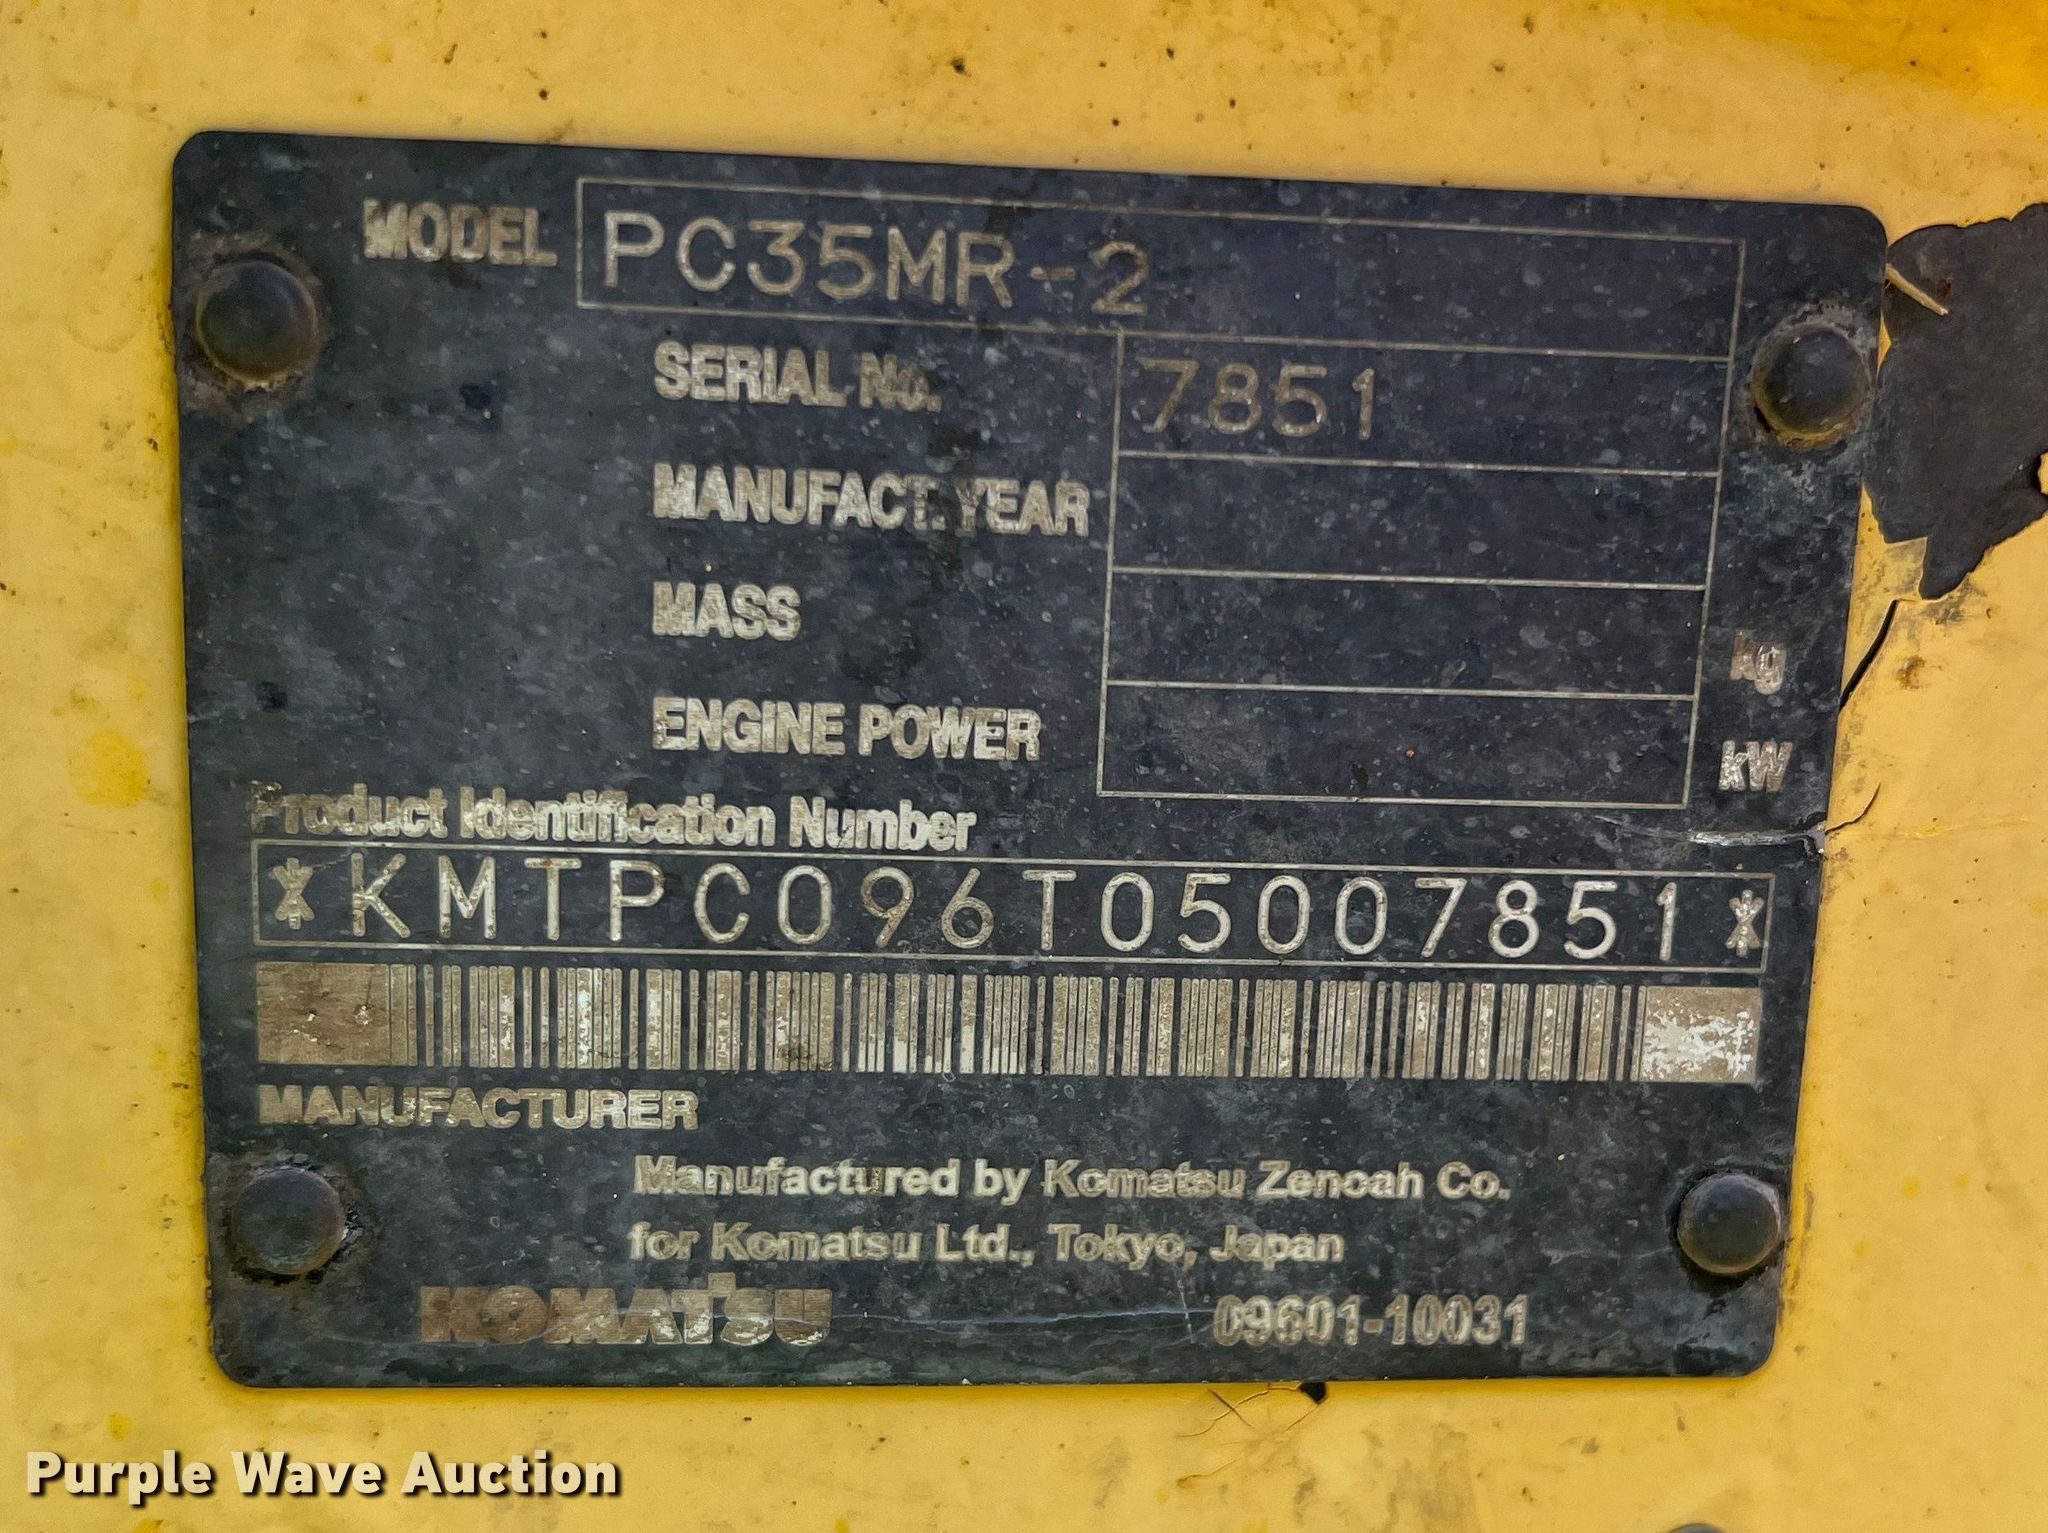 MODEL PC35MR-2
SERIAL No. 7851
MANUFACT. YEAR
MASS kg
ENGINE POWER kW
Product Identification Number
*KMTPC096T05007851*
MANUFACTURER
Manufactured by Komatsu Zenoah Co.
for Komatsu Ltd., Tokyo, Japan
KOMATSU 09601-10031
Purple Wave Auction